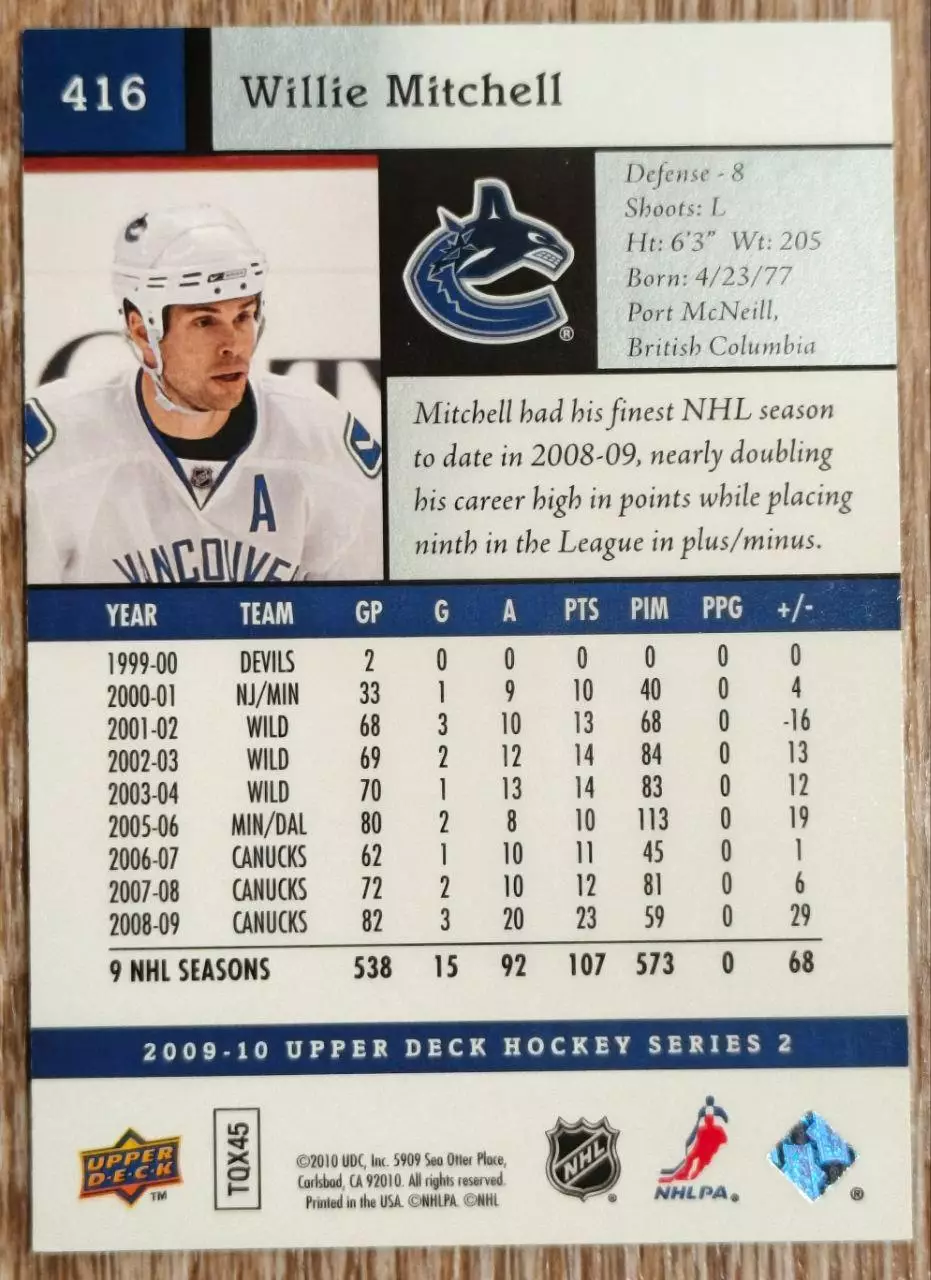 416 Willie Mitchell
Defense - 8
Shoots: L
Ht: 6'3" Wt: 205
Born: 4/23/77
Port McNeill,
British Columbia
®
A
VANCOUVE
Mitchell had his finest NHL season
to date in 2008-09, nearly doubling
his career high in points while placing
ninth in the League in plus/minus.
YEAR TEAM GP G A PTS PIM PPG +/-
1999-00 DEVILS 2 0 0 0 0 0 0
2000-01 NJ/MIN 33 1 9 10 40 0 4
2001-02 WILD 68 3 10 13 68 0 -16
2002-03 WILD 69 2 12 14 84 0 13
2003-04 WILD 70 1 13 14 83 0 12
2005-06 MIN/DAL 80 2 8 10 113 0 19
2006-07 CANUCKS 62 1 10 11 45 0 1
2007-08 CANUCKS 72 2 10 12 81 0 6
2008-09 CANUCKS 82 3 20 23 59 0 29
9 NHL SEASONS 538 15 92 107 573 0 68
2009-10 UPPER DECK HOCKEY SERIES 2
UPPER
D·E·C·K
TM
TQX45
©2010 UDC, Inc. 5909 Sea Otter Place,
Carlsbad, CA 92010. All rights reserved.
Printed in the USA. ©NHLPA. ©NHL
NHL ®
NHLPA ®
®